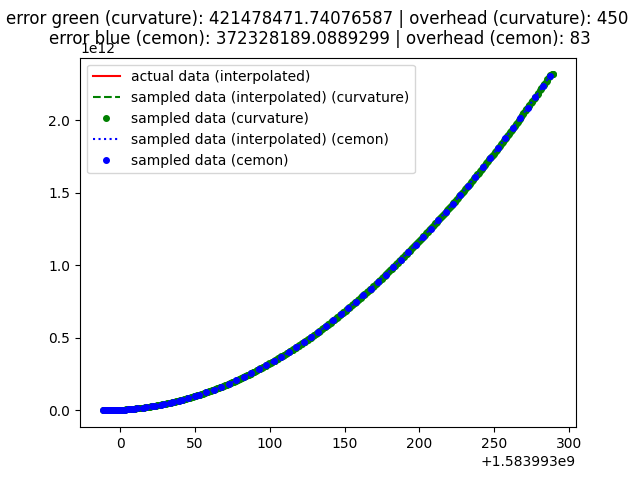 error green (curvature): 421478471.74076587 | overhead (curvature): 450
error blue (cemon): 372328189.0889299 | overhead (cemon): 83
1e12
actual data (interpolated)
sampled data (interpolated) (curvature)
sampled data (curvature)
sampled data (interpolated) (cemon)
sampled data (cemon)
2.0
1.5
1.0
0.5
0.0
0 50 100 150 200 250 300
+1.583993e9